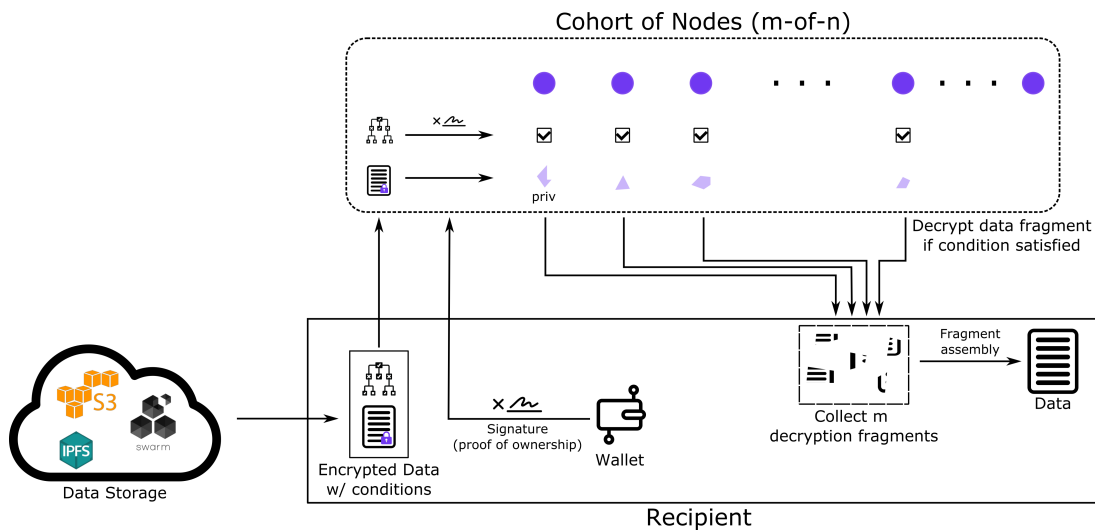 Cohort of Nodes (m-of-n)
×
priv
Decrypt data fragment
if condition satisfied
S3
IPFS
swarm
Data Storage
Encrypted Data
w/ conditions
×
Signature
(proof of ownership)
Wallet
Collect m
decryption fragments
Fragment
assembly
Data
Recipient